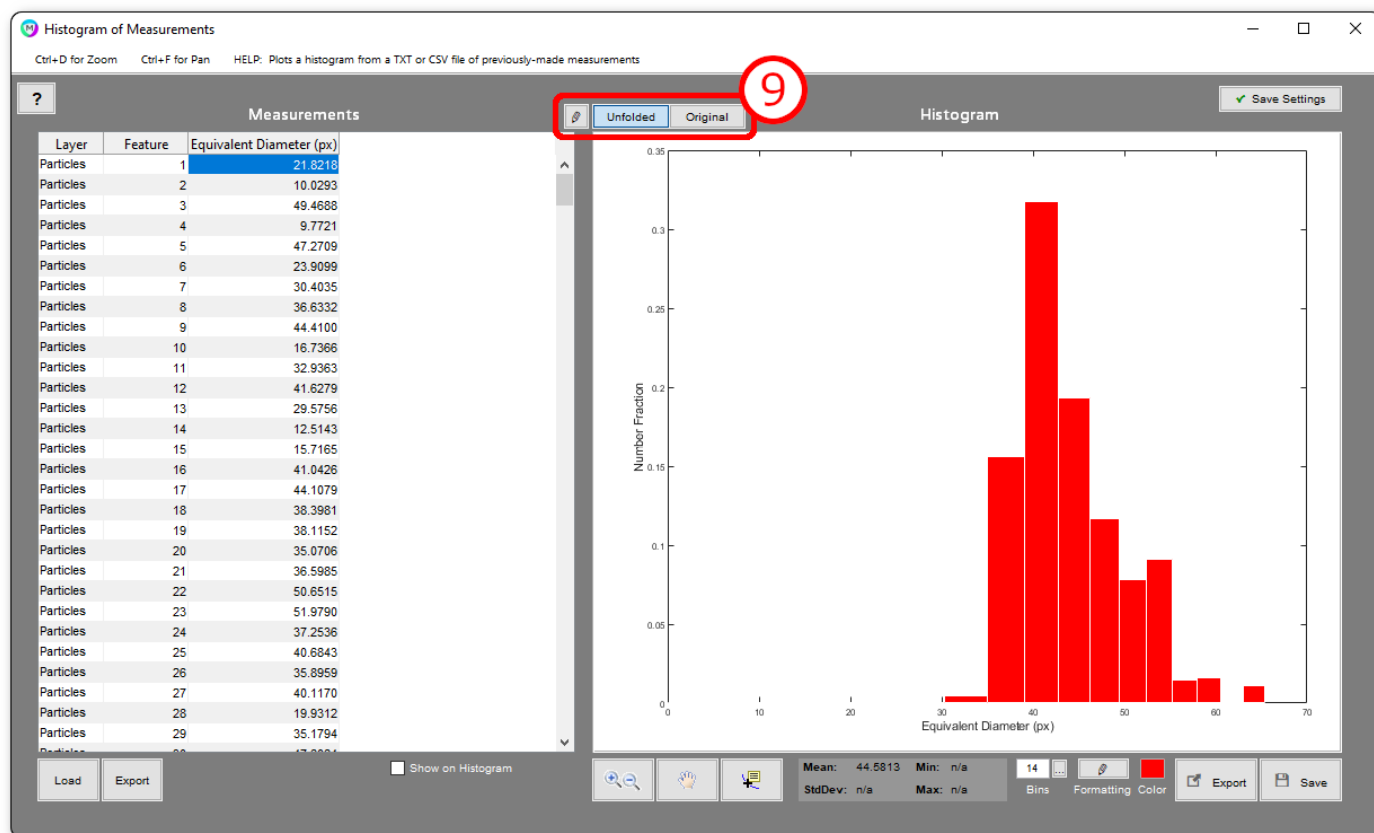 Histogram of Measurements
Ctrl+D for Zoom Ctrl+F for Pan HELP: Plots a histogram from a TXT or CSV file of previously-made measurements
9
?
Measurements
Unfolded Original
Histogram
Save Settings
Layer Feature Equivalent Diameter (px)
Particles 1 21.8218
Particles 2 10.0293
Particles 3 49.4688
Particles 4 9.7721
Particles 5 47.2709
Particles 6 23.9099
Particles 7 30.4035
Particles 8 36.6332
Particles 9 44.4100
Particles 10 16.7366
Particles 11 32.9363
Particles 12 41.6279
Particles 13 29.5756
Particles 14 12.5143
Particles 15 15.7165
Particles 16 41.0426
Particles 17 44.1079
Particles 18 38.3981
Particles 19 38.1152
Particles 20 35.0706
Particles 21 36.5985
Particles 22 50.6515
Particles 23 51.9790
Particles 24 37.2536
Particles 25 40.6843
Particles 26 35.8959
Particles 27 40.1170
Particles 28 19.9312
Particles 29 35.1794
0.35
0.3
0.25
0.2
0.15
0.1
0.05
0
Number Fraction
0 10 20 30 40 50 60 70
Equivalent Diameter (px)
Load Export
Show on Histogram
Mean: 44.5813 Min: n/a
StdDev: n/a Max: n/a
14 ...
Bins Formatting Color
Export Save